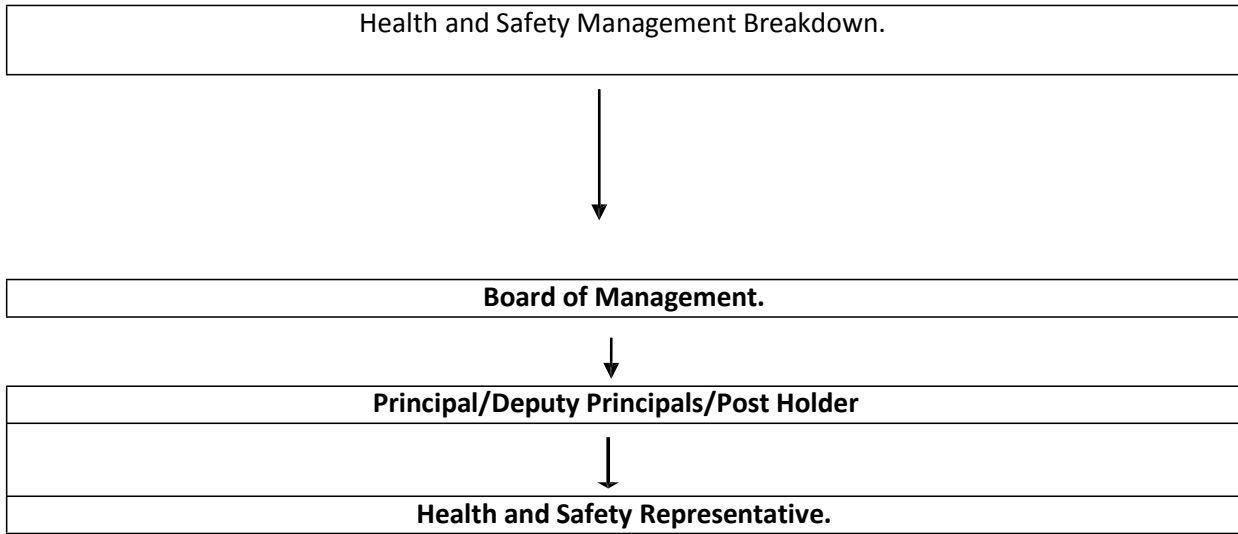 Health and Safety Management Breakdown.
Board of Management.
Principal/Deputy Principals/Post Holder
Health and Safety Representative.